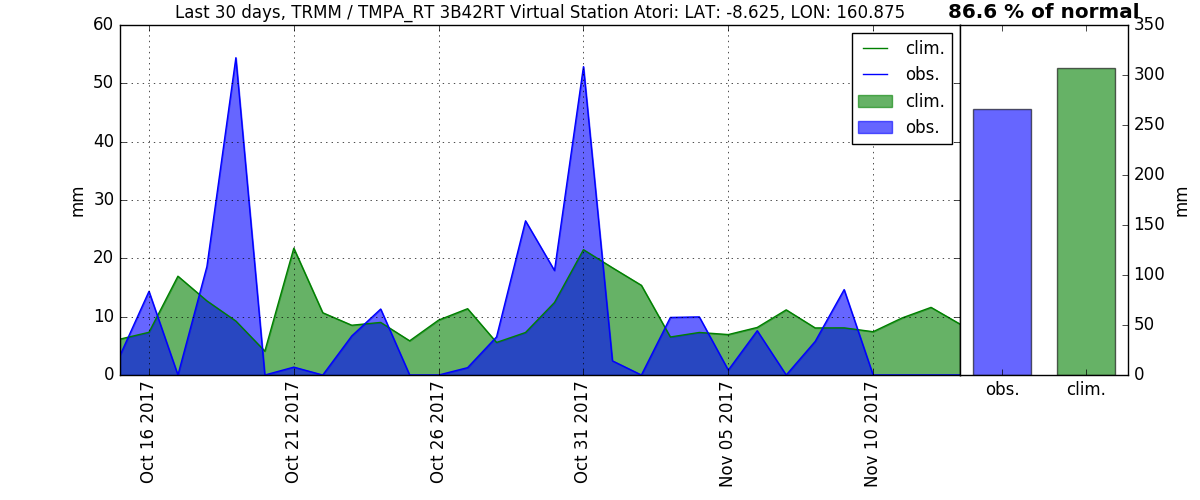 Last 30 days, TRMM / TMPA_RT 3B42RT Virtual Station Atori: LAT: -8.625, LON: 160.875
86.6 % of normal
60
50
40
30
20
10
0
mm
clim.
obs.
clim.
obs.
350
300
250
200
150
100
50
0
mm
obs.
clim.
Oct 16 2017
Oct 21 2017
Oct 26 2017
Oct 31 2017
Nov 05 2017
Nov 10 2017